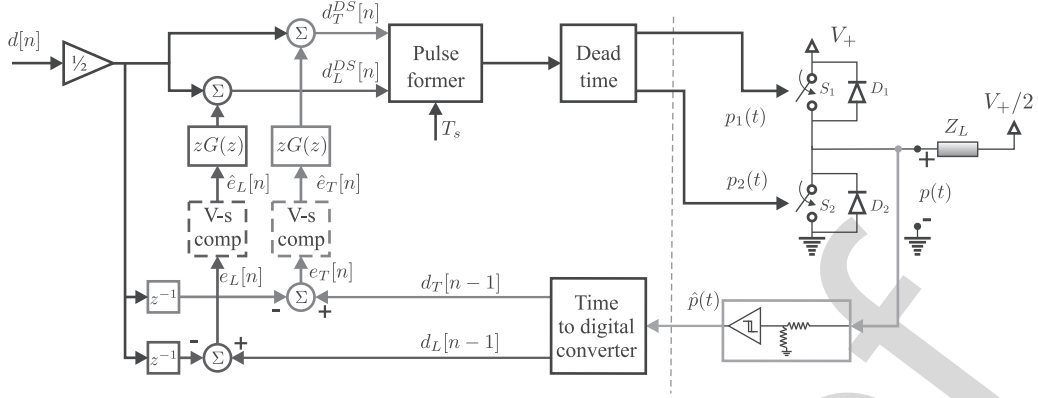 d[n]
½
Σ
d_T^{DS}[n]
Σ
d_L^{DS}[n]
Pulse
former
T_s
Dead
time
p_1(t)
p_2(t)
V_+
S_1
D_1
S_2
D_2
V_+/2
Z_L
+
p(t)
-
zG(z)
zG(z)
ê_L[n]
ê_T[n]
V-s
comp
V-s
comp
e_L[n]
e_T[n]
z^{-1}
-
Σ
+
d_T[n−1]
z^{-1}
-
Σ
+
d_L[n−1]
Time
to digital
converter
p̂(t)